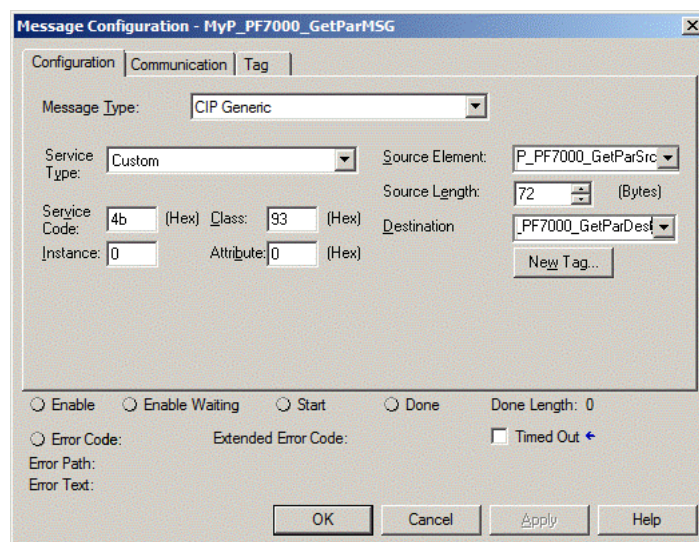 Message Configuration - MyP_PF7000_GetParMSG
Configuration Communication Tag
Message Type: CIP Generic
Service Type: Custom
Source Element: P_PF7000_GetParSrc
Source Length: 72 (Bytes)
Service Code: 4b (Hex) Class: 93 (Hex)
Destination _PF7000_GetParDest
Instance: 0 Attribute: 0 (Hex)
New Tag...
Enable Enable Waiting Start Done Done Length: 0
Error Code: Extended Error Code: Timed Out
Error Path:
Error Text:
OK Cancel Apply Help